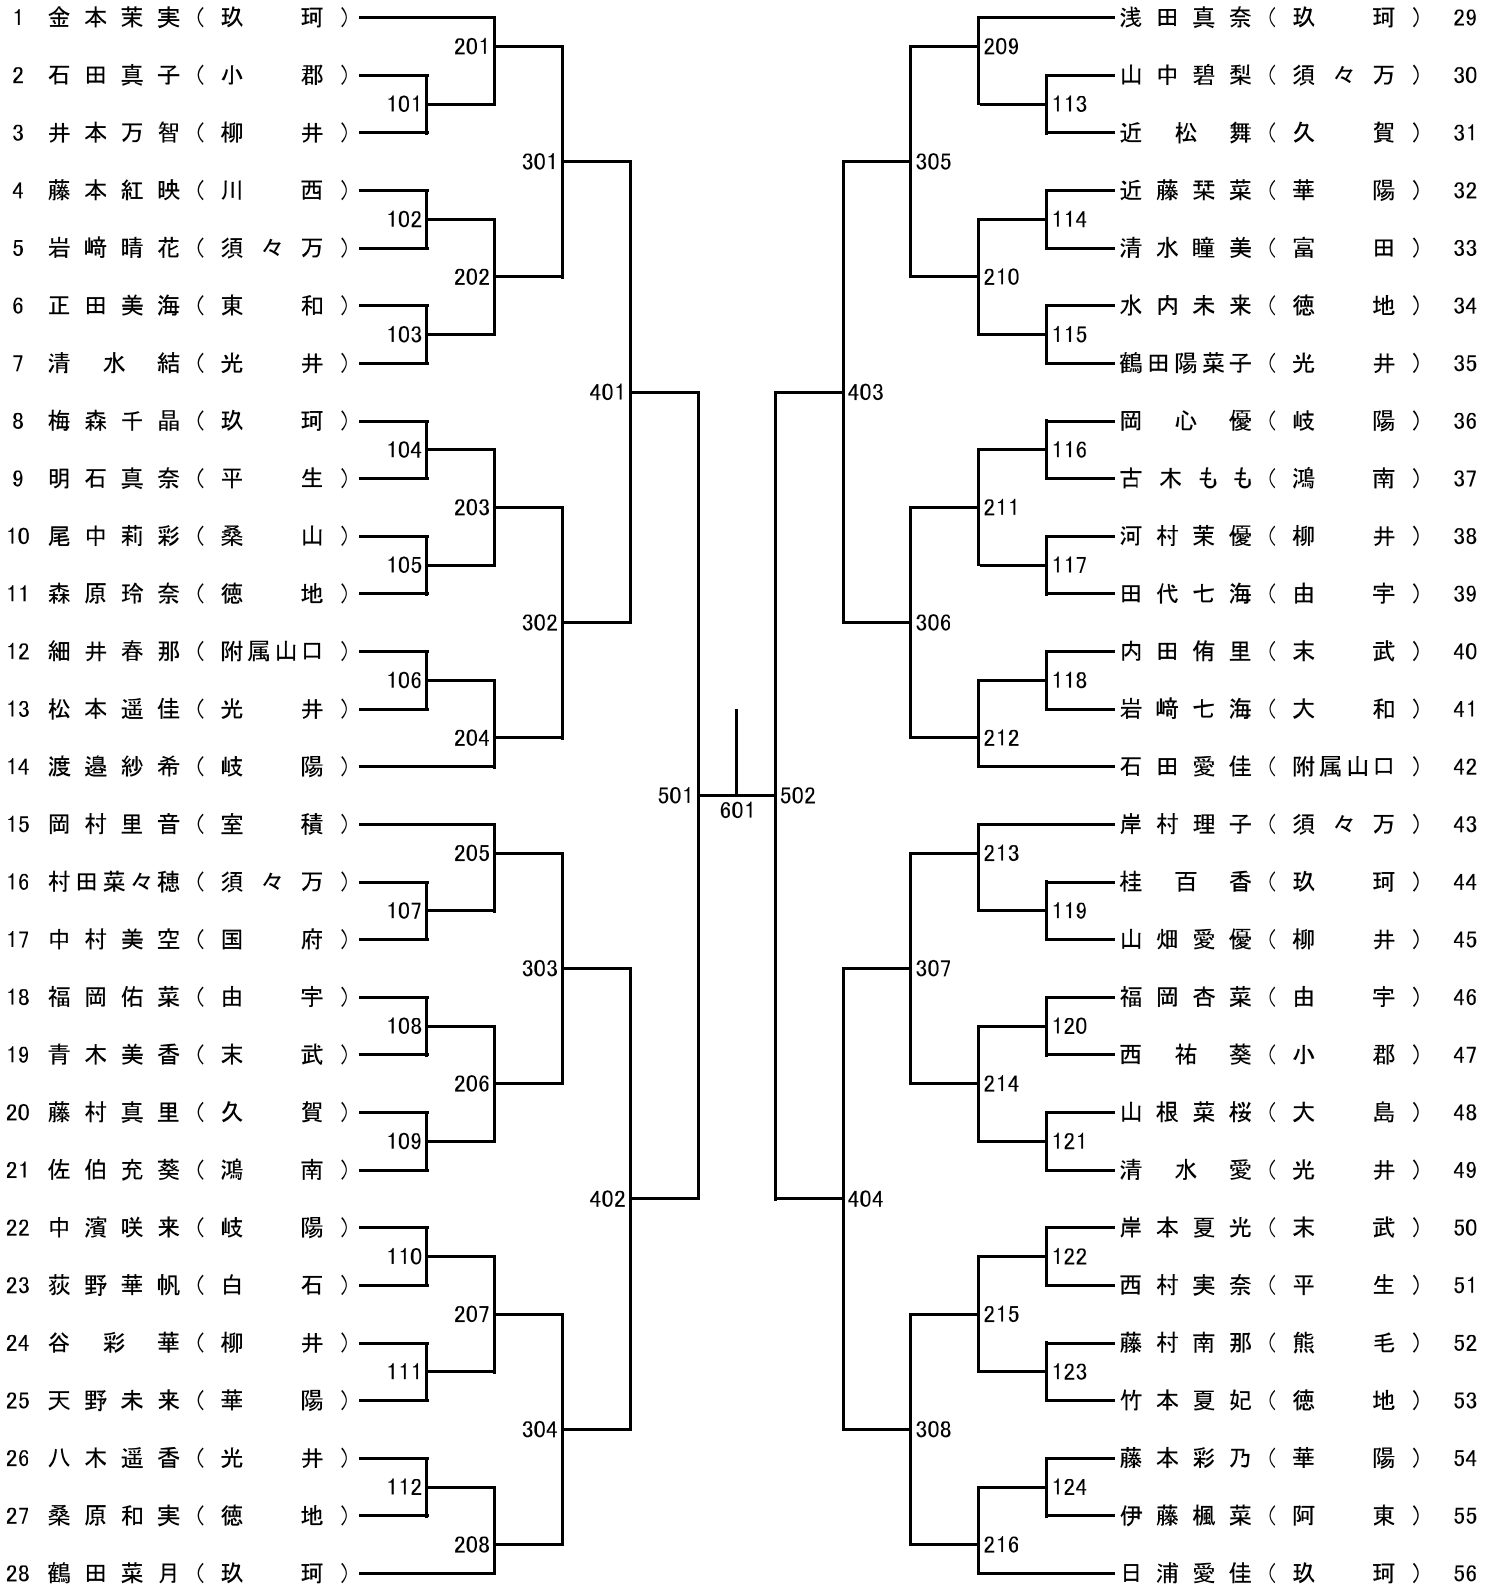 1 金本茉実（玖珂）
201
2 石田真子（小郡）
101
3 井本万智（柳井）
301
4 藤本紅映（川西）
102
5 岩﨑晴花（須々万）
202
6 正田美海（東和）
103
7 清水結（光井）
401
8 梅森千晶（玖珂）
104
9 明石真奈（平生）
203
10 尾中莉彩（桑山）
105
11 森原玲奈（徳地）
302
12 細井春那（附属山口）
106
13 松本遥佳（光井）
204
14 渡邉紗希（岐陽）
501
15 岡村里音（室積）
205
16 村田菜々穂（須々万）
107
17 中村美空（国府）
303
18 福岡佑菜（由宇）
108
19 青木美香（末武）
206
20 藤村真里（久賀）
109
21 佐伯充葵（鴻南）
402
22 中濱咲来（岐陽）
110
23 荻野華帆（白石）
207
24 谷彩華（柳井）
111
25 天野未来（華陽）
304
26 八木遥香（光井）
112
27 桑原和実（徳地）
208
28 鶴田菜月（玖珂）
601
浅田真奈（玖珂） 29
209
山中碧梨（須々万） 30
113
近松舞（久賀） 31
305
近藤栞菜（華陽） 32
114
清水瞳美（富田） 33
210
水内未来（徳地） 34
115
鶴田陽菜子（光井） 35
403
岡心優（岐陽） 36
116
古木もも（鴻南） 37
211
河村茉優（柳井） 38
117
田代七海（由宇） 39
306
内田侑里（末武） 40
118
岩﨑七海（大和） 41
212
石田愛佳（附属山口） 42
502
岸村理子（須々万） 43
213
桂百香（玖珂） 44
119
山畑愛優（柳井） 45
307
福岡杏菜（由宇） 46
120
西祐葵（小郡） 47
214
山根菜桜（大島） 48
121
清水愛（光井） 49
404
岸本夏光（末武） 50
122
西村実奈（平生） 51
215
藤村南那（熊毛） 52
123
竹本夏妃（徳地） 53
308
藤本彩乃（華陽） 54
124
伊藤楓菜（阿東） 55
216
日浦愛佳（玖珂） 56